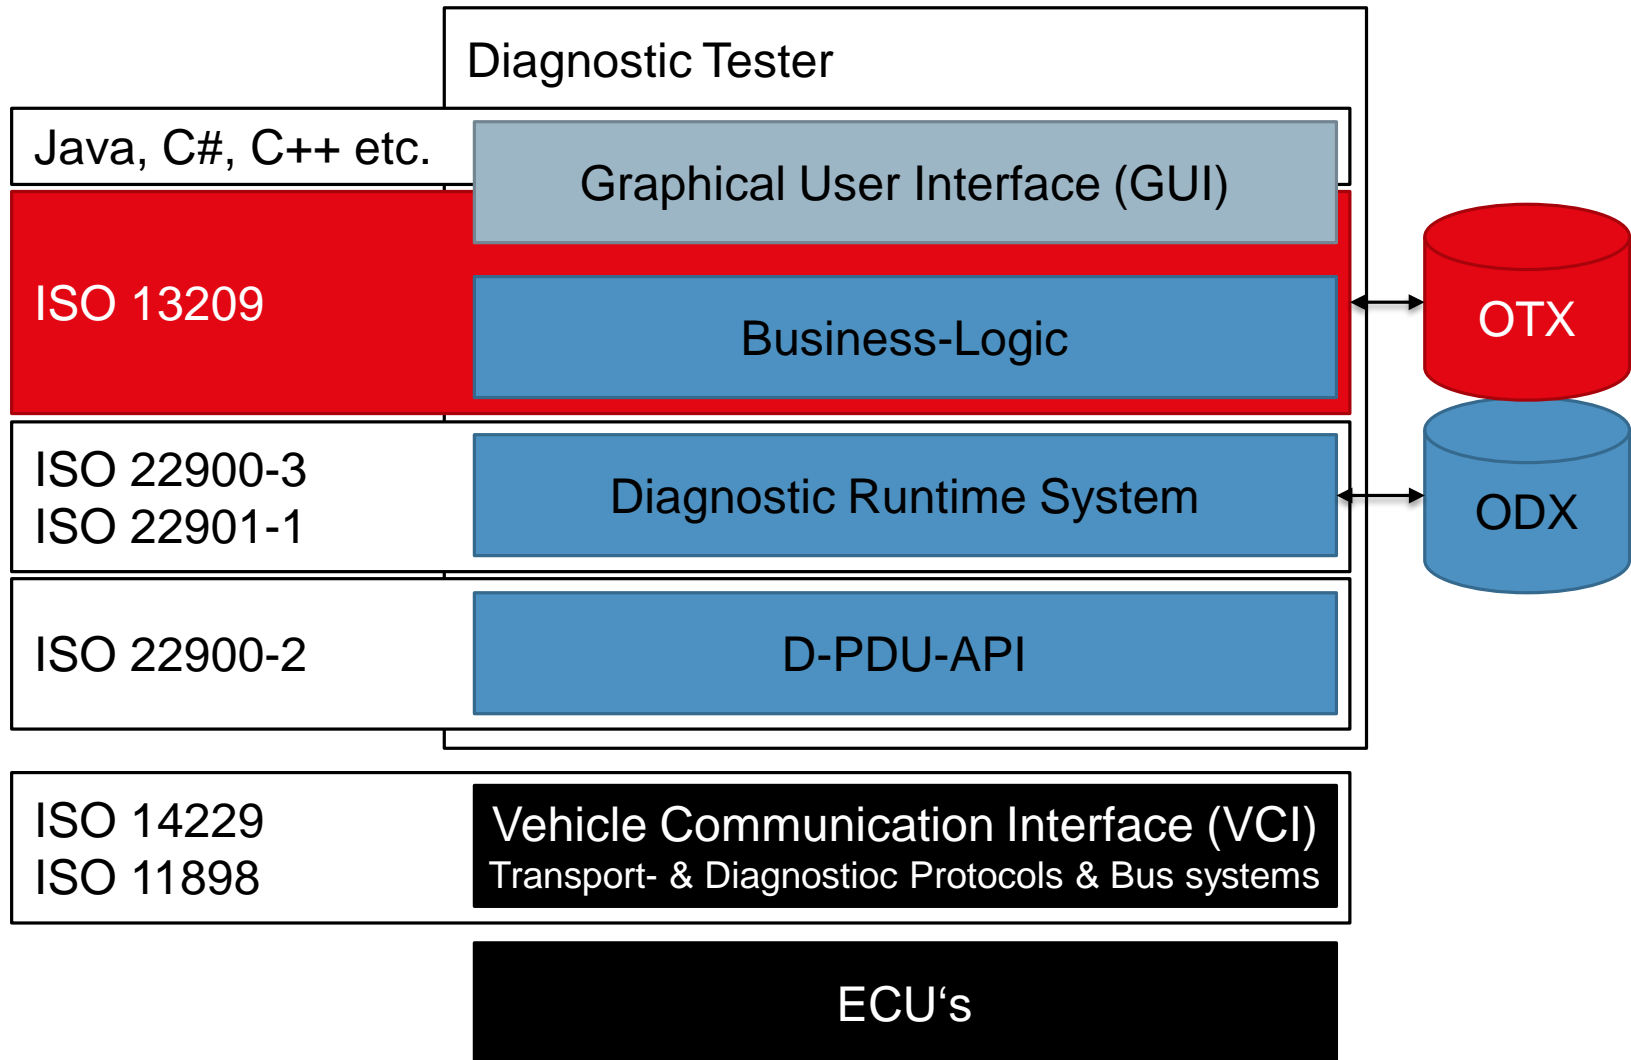 Diagnostic Tester
Java, C#, C++ etc.
Graphical User Interface (GUI)
ISO 13209
Business-Logic
OTX
ISO 22900-3
ISO 22901-1
Diagnostic Runtime System
ODX
ISO 22900-2
D-PDU-API
ISO 14229
ISO 11898
Vehicle Communication Interface (VCI)
Transport- & Diagnostioc Protocols & Bus systems
ECU‘s